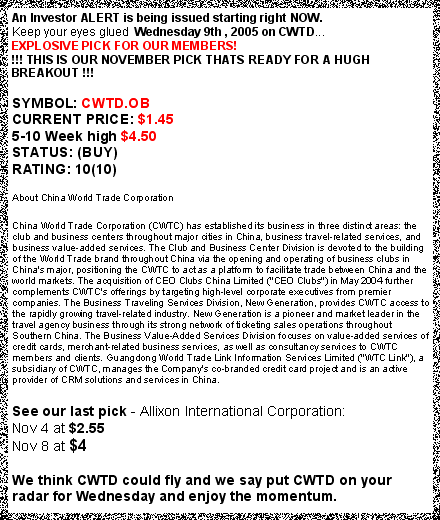 An Investor ALERT is being issued starting right NOW.
Keep your eyes glued Wednesday 9th, 2005 on CWTD...
EXPLOSIVE PICK FOR OUR MEMBERS!
!!! THIS IS OUR NOVEMBER PICK THATS READY FOR A HUGH
BREAKOUT !!!
SYMBOL: CWTD.OB
CURRENT PRICE: $1.45
5-10 Week high $4.50
STATUS: (BUY)
RATING: 10(10)
About China World Trade Corporation
China World Trade Corporation (CWTC) has established its business in three distinct areas: the
club and business centers throughout major cities in China, business travel-related services, and
business value-added services. The Club and Business Center Division is devoted to the building
of the World Trade brand throughout China via the opening and operating of business clubs in
China's major, positioning the CWTC to act as a platform to facilitate trade between China and the
world markets. The acquisition of CEO Clubs China Limited ("CEO Clubs") in May 2004 further
complements CWTC's offerings by targeting high-level corporate executives from premier
companies. The Business Traveling Services Division, New Generation, provides CWTC access to
the rapidly growing travel-related industry. New Generation is a pioneer and market leader in the
travel agency business through its strong network of ticketing sales operations throughout
Southern China. The Business Value-Added Services Division focuses on value-added services of
credit cards, merchant-related business services, as well as consultancy services to CWTC
members and clients. Guangdong World Trade Link Information Services Limited ("WTC Link"), a
subsidiary of CWTC, manages the Company's co-branded credit card project and is an active
provider of CRM solutions and services in China.
See our last pick - Allixon International Corporation:
Nov 4 at $2.55
Nov 8 at $4
We think CWTD could fly and we say put CWTD on your
radar for Wednesday and enjoy the momentum.